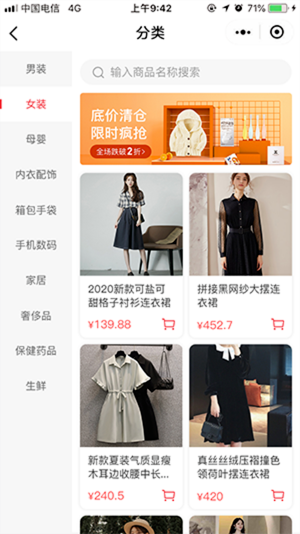 中国电信 4G 上午9:42 71%
分类
男装
女装
母婴
内衣配饰
箱包手袋
手机数码
家居
奢侈品
保健药品
生鲜
输入商品名称搜索
底价清仓
限时疯抢
全场跌破2折>
2020新款可盐可
甜格子衬衫连衣裙
¥139.88
拼接黑网纱大摆连
衣裙
¥452.7
新款夏装气质显瘦
木耳边收腰中长...
¥240.5
真丝丝绒压褶撞色
领荷叶摆连衣裙
¥420